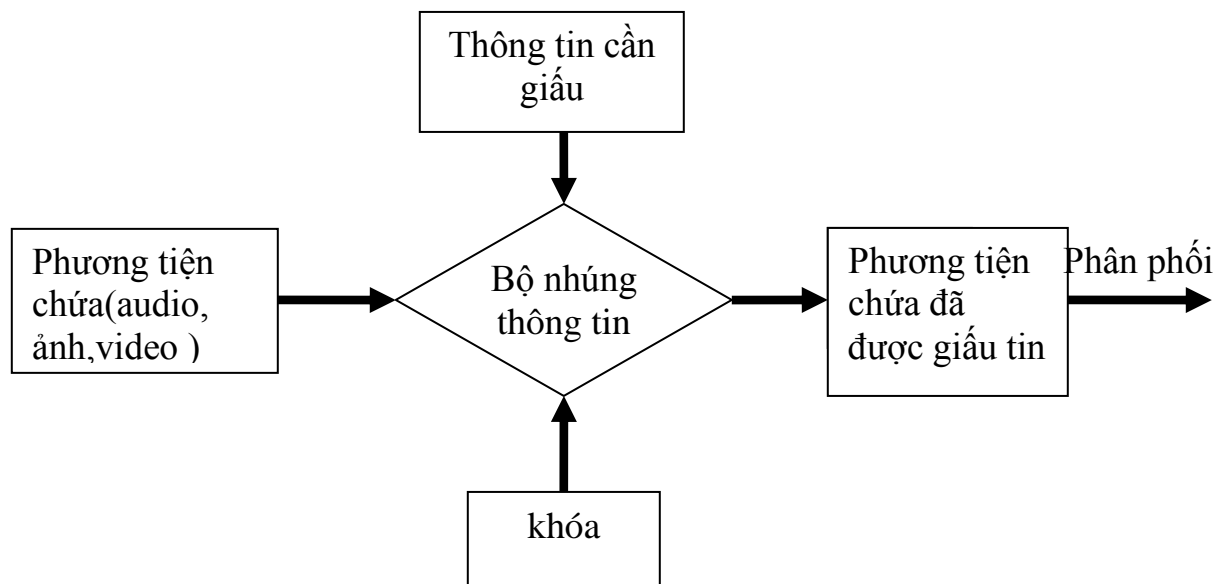 Thông tin cần
giấu
Phương tiện
chứa(audio,
ảnh,video )
Bộ nhúng
thông tin
Phương tiện
chứa đã
được giấu tin
Phân phối
khóa